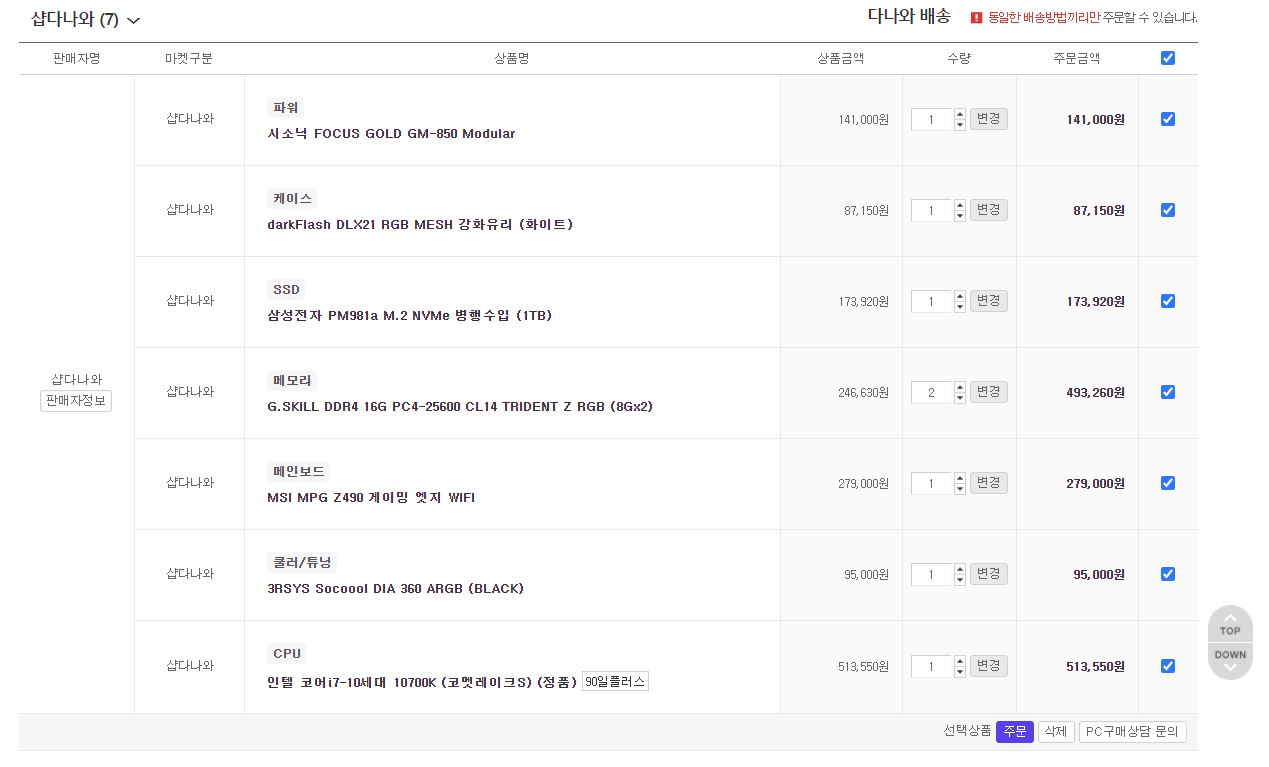 샵다나와 (7)
다나와 배송
동일한 배송방법끼리만 주문할 수 있습니다.
판매자명 마켓구분 상품명 상품금액 수량 주문금액
샵다나와
판매자정보
샵다나와
파워
시소닉 FOCUS GOLD GM-850 Modular
141,000원 1 변경 141,000원
샵다나와
케이스
darkFlash DLX21 RGB MESH 강화유리 (화이트)
87,150원 1 변경 87,150원
샵다나와
SSD
삼성전자 PM981a M.2 NVMe 병행수입 (1TB)
173,920원 1 변경 173,920원
샵다나와
메모리
G.SKILL DDR4 16G PC4-25600 CL14 TRIDENT Z RGB (8Gx2)
246,630원 2 변경 493,260원
샵다나와
메인보드
MSI MPG Z490 게이밍 엣지 WIFI
279,000원 1 변경 279,000원
샵다나와
쿨러/튜닝
3RSYS Socoool DIA 360 ARGB (BLACK)
95,000원 1 변경 95,000원
샵다나와
CPU
인텔 코어i7-10세대 10700K (코멧레이크S) (정품) 90일플러스
513,550원 1 변경 513,550원
선택상품 주문 삭제 PC구매상담 문의
TOP
DOWN